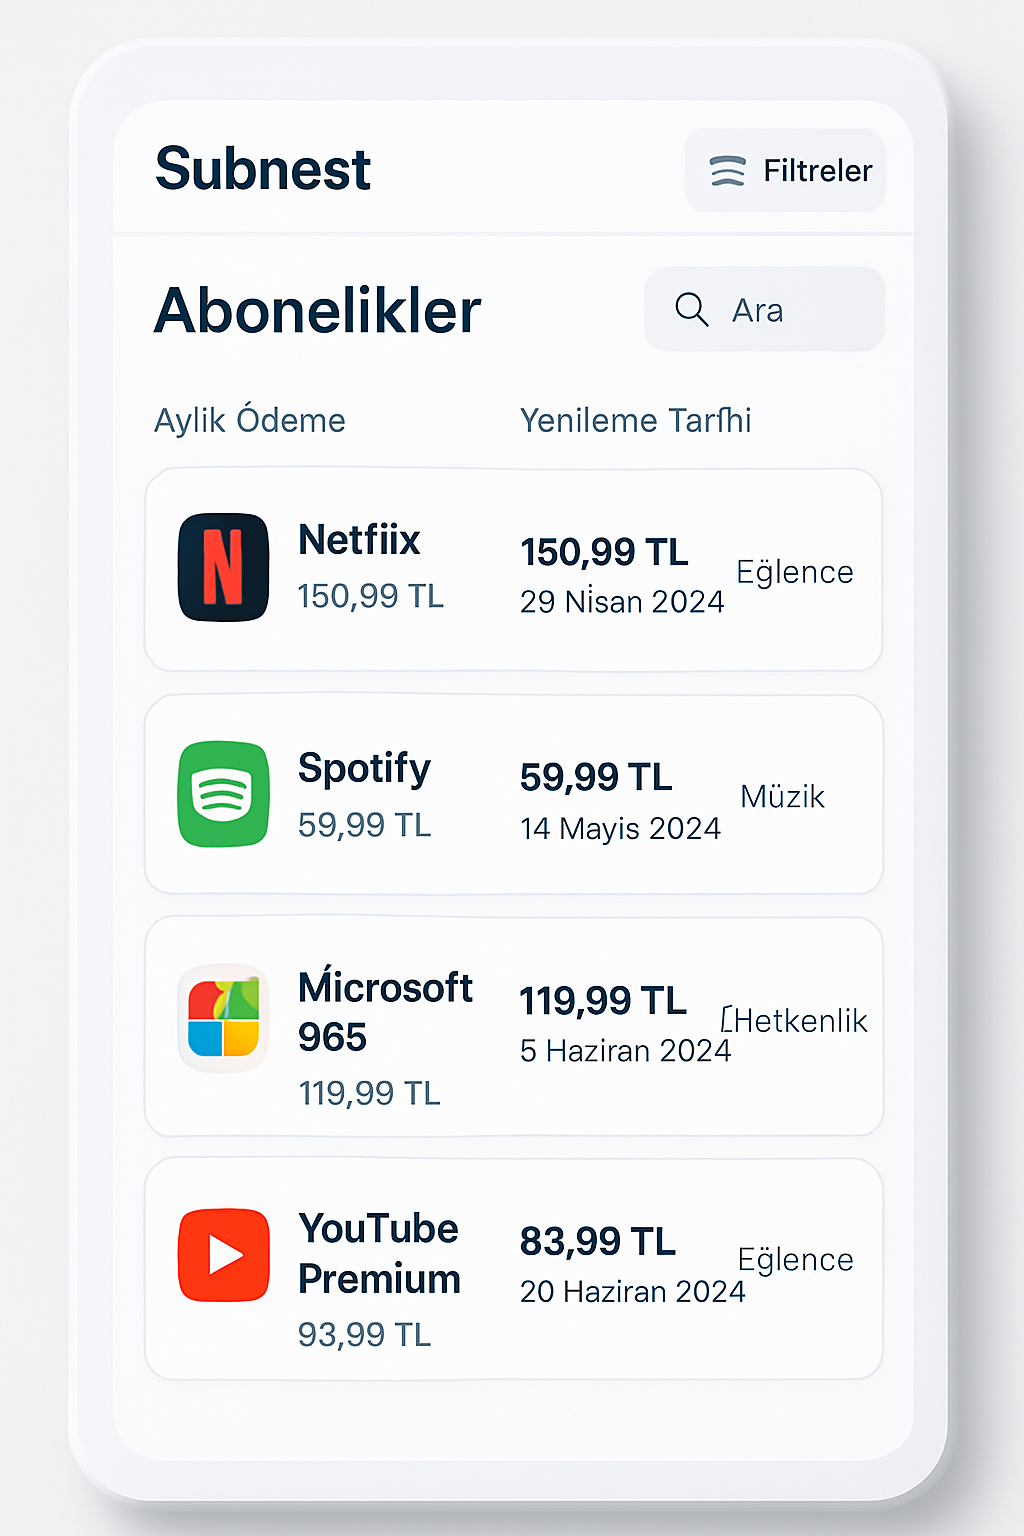 Subnest
Filtreler
Abonelikler
Ara
Aylik Ódeme
Yenileme Tarihi
N
Netfiix
150,99 TL
150,99 TL
29 Nisan 2024
Eğlence
Spotify
59,99 TL
59,99 TL
14 Mayis 2024
Müzik
Ḿicrosoft
965
119,99 TL
119,99 TL
5 Haziran 2024
[Hetkenlik
YouTube
Premium
93,99 TL
83,99 TL
20 Haziran 2024
Eğlence